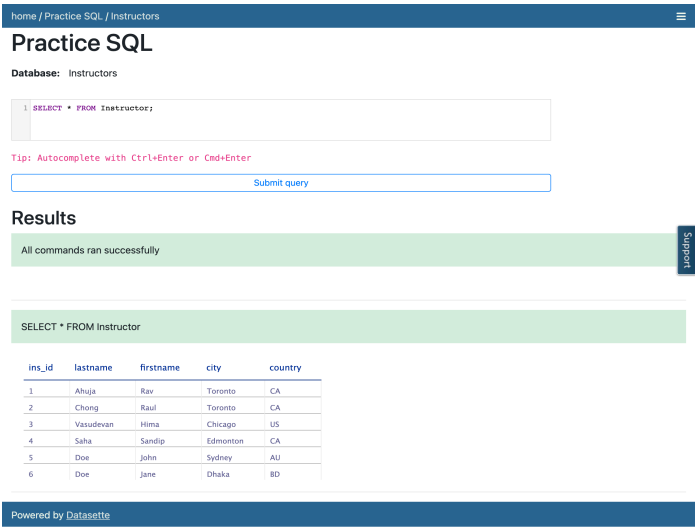 home / Practice SQL / Instructors
Practice SQL
Database: Instructors
1 SELECT * FROM Instructor;
Tip: Autocomplete with Ctrl+Enter or Cmd+Enter
Submit query
Results
Support
All commands ran successfully
SELECT * FROM Instructor
ins_id lastname firstname city country
1 Ahuja Rav Toronto CA
2 Chong Raul Toronto CA
3 Vasudevan Hima Chicago US
4 Saha Sandip Edmonton CA
5 Doe John Sydney AU
6 Doe Jane Dhaka BD
Powered by Datasette